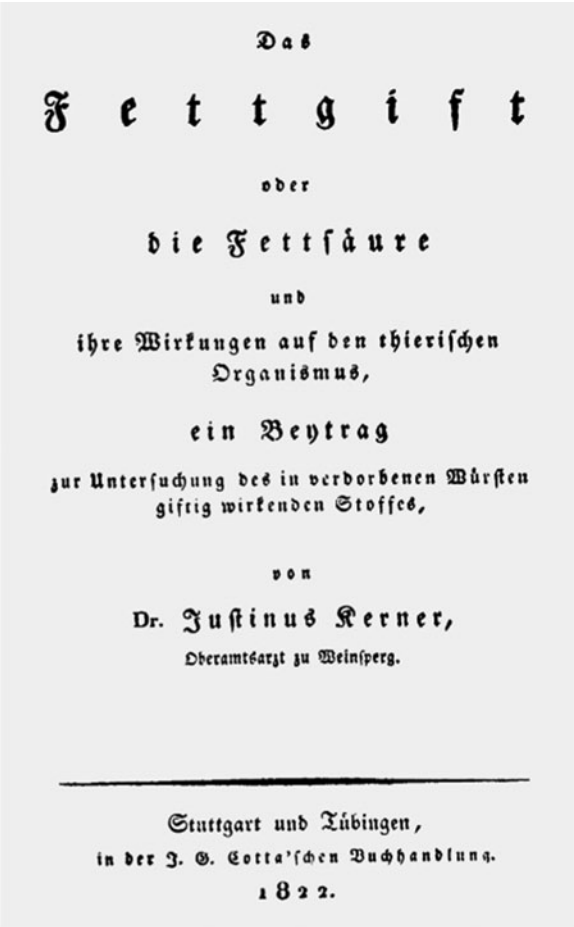 Das
Fettgift
oder
die Fettsäure
und
ihre Wirkungen auf den thierischen
Organismus,
ein Beytrag
zur Untersuchung des in verdorbenen Würsten
giftig wirkenden Stoffes,
von
Dr. Justinus Kerner,
Oberamtsarzt zu Weinsperg.
Stuttgart und Tübingen,
in der J. G. Cotta'schen Buchhandlung.
1822.